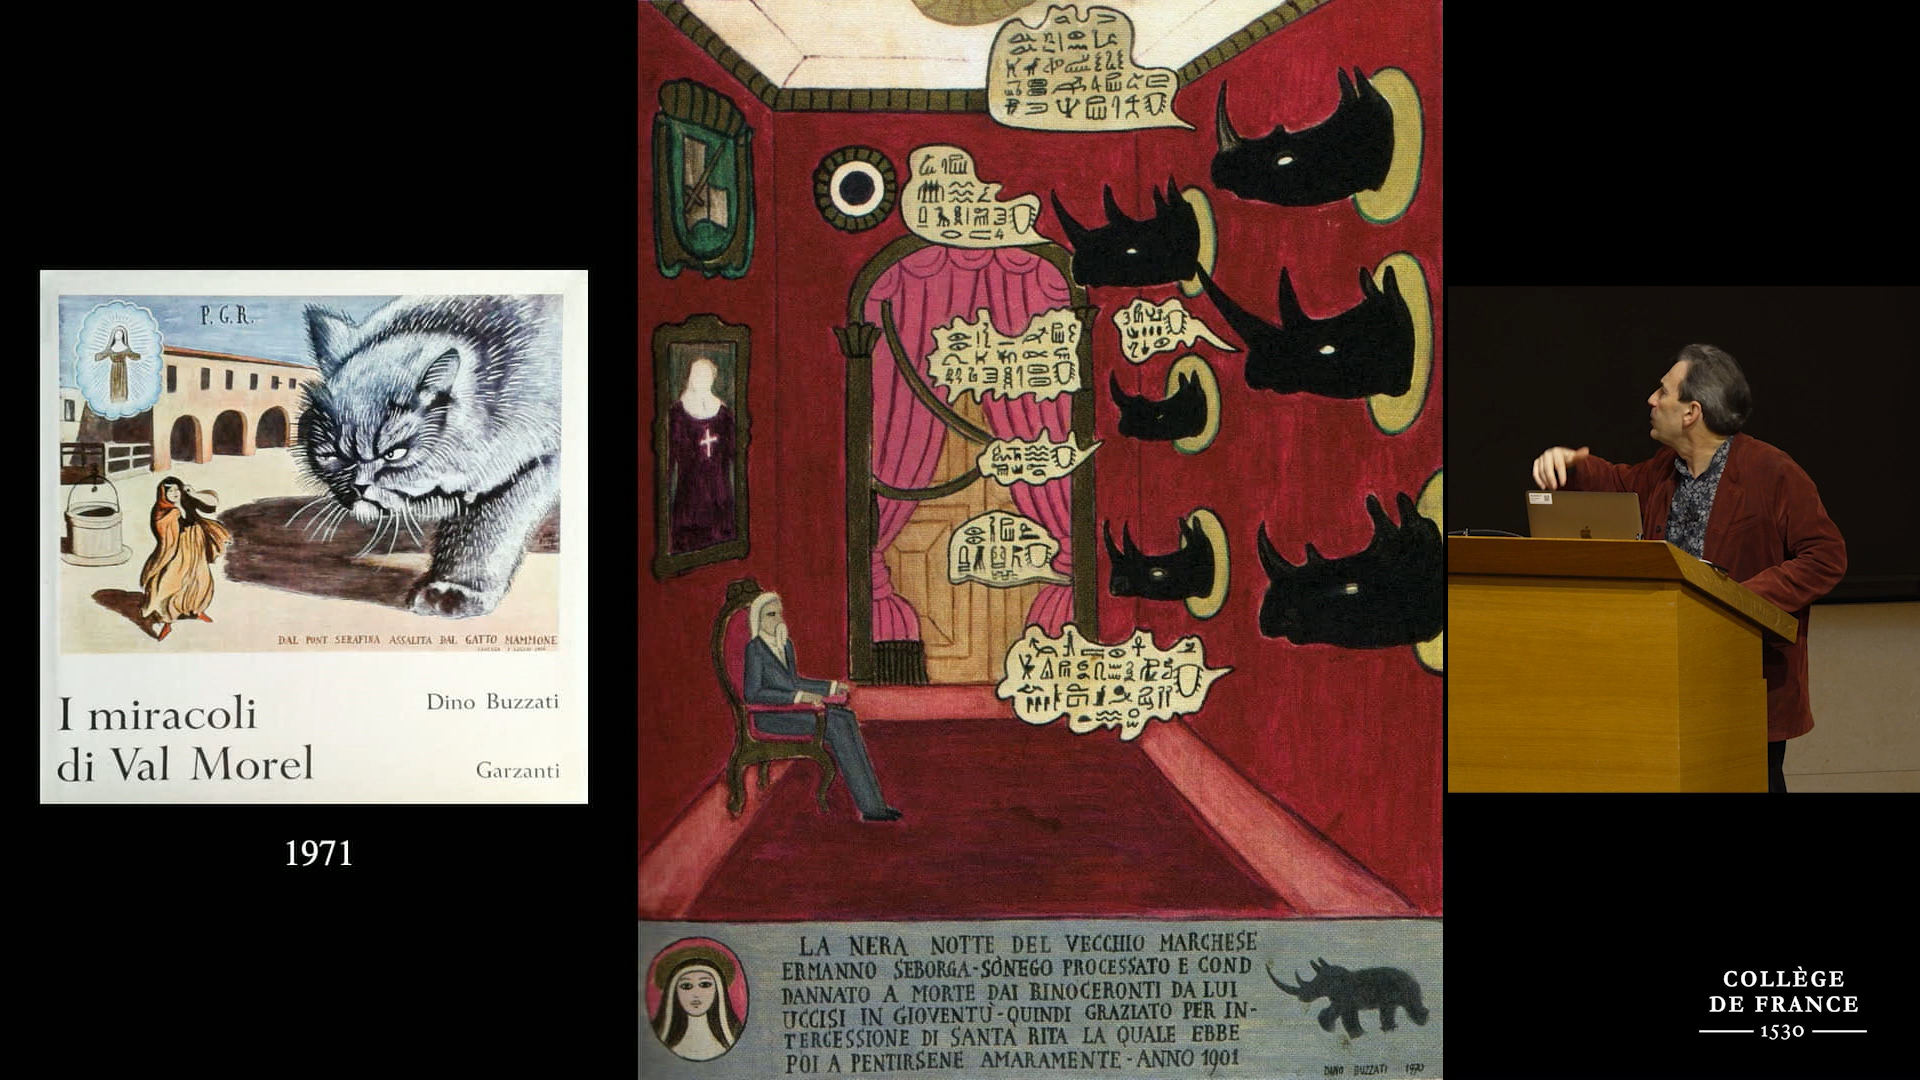 P.G.R.
DAL PONT SERAFINA ASSALITA DAL GATTO MAMMONE
I miracoli
di Val Morel
Dino Buzzati
Garzanti
1971
LA NERA NOTTE DEL VECCHIO MARCHESE
ERMANNO SEBORGA-SÒNEGO PROCESSATO E COND
DANNATO A MORTE DAI RINOCERONTI DA LUI
UCCISI IN GIOVENTÙ-QUINDI GRAZIATO PER IN-
TERCESSIONE DI SANTA RITA LA QUALE EBBE
POI A PENTIRSENE AMARAMENTE-ANNO 1901
DINO BUZZATI 1970
COLLÈGE
DE FRANCE
1530